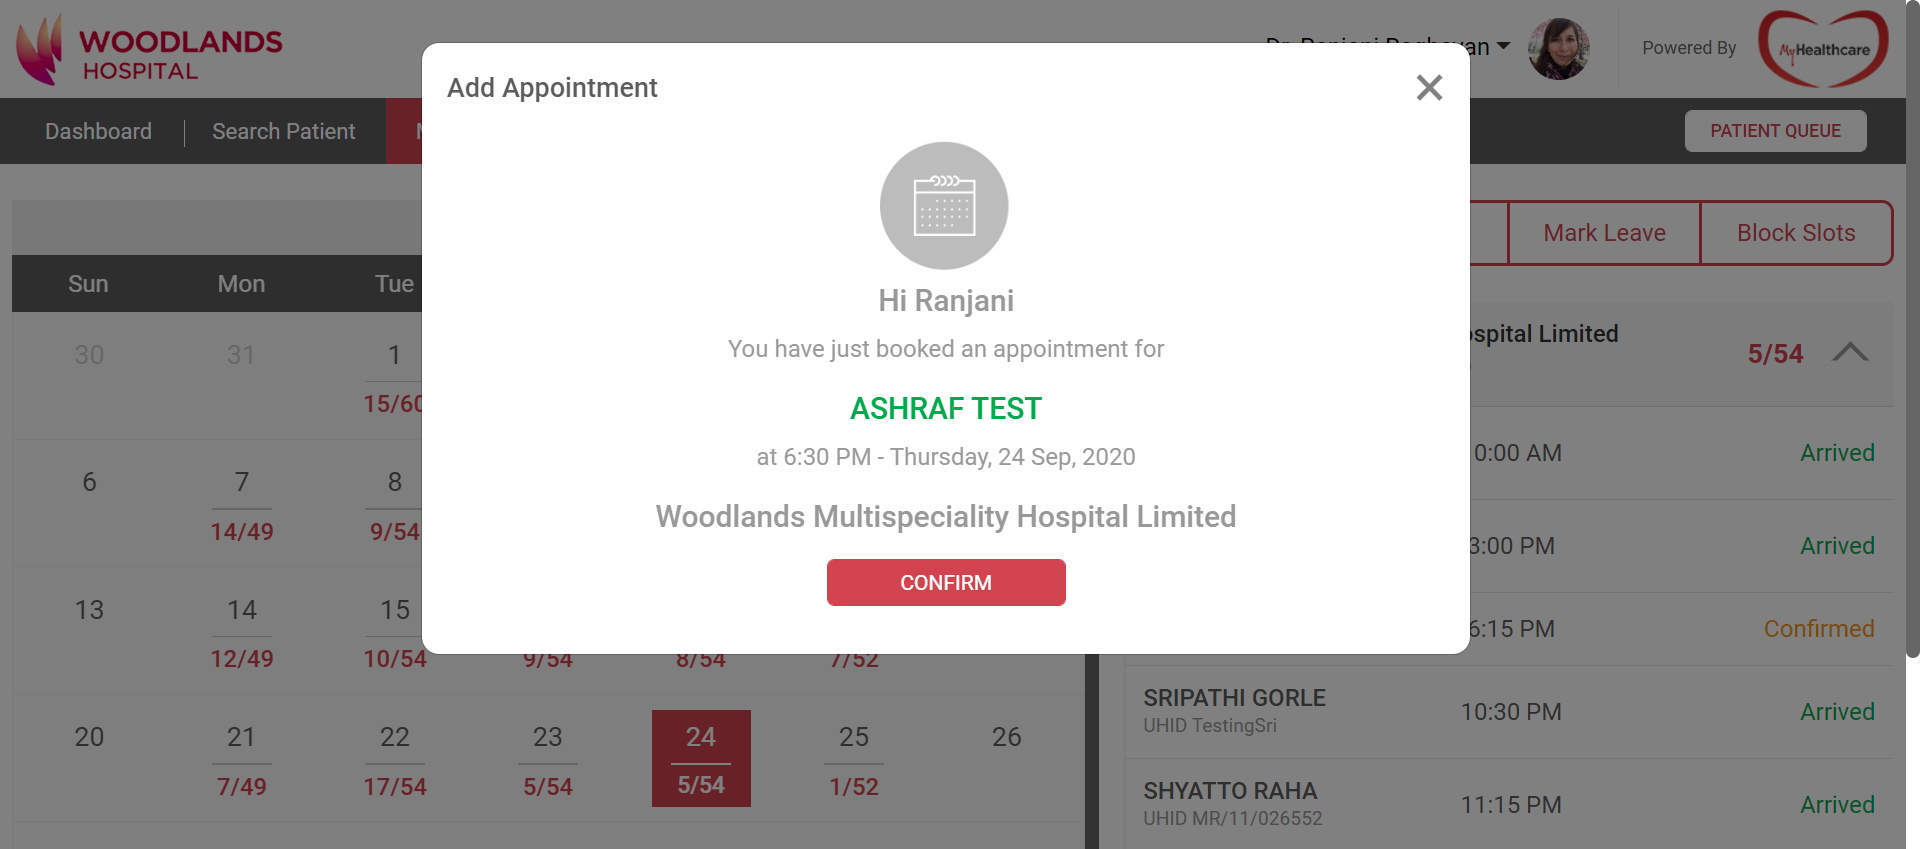 WOODLANDS
HOSPITAL
Powered By
MyHealthcare
Dashboard
Search Patient
PATIENT QUEUE
Add Appointment
Hi Ranjani
You have just booked an appointment for
ASHRAF TEST
at 6:30 PM - Thursday, 24 Sep, 2020
Woodlands Multispeciality Hospital Limited
CONFIRM
Mark Leave
Block Slots
Sun Mon Tue
30 31 1
15/60
6 7 8
14/49 9/54
13 14 15
12/49 10/54 9/54 8/54 7/52
20 21 22 23 24 25 26
7/49 17/54 5/54 5/54 1/52
Limited
5/54
0:00 AM Arrived
3:00 PM Arrived
6:15 PM Confirmed
SRIPATHI GORLE
UHID TestingSri
10:30 PM Arrived
SHYATTO RAHA
UHID MR/11/026552
11:15 PM Arrived